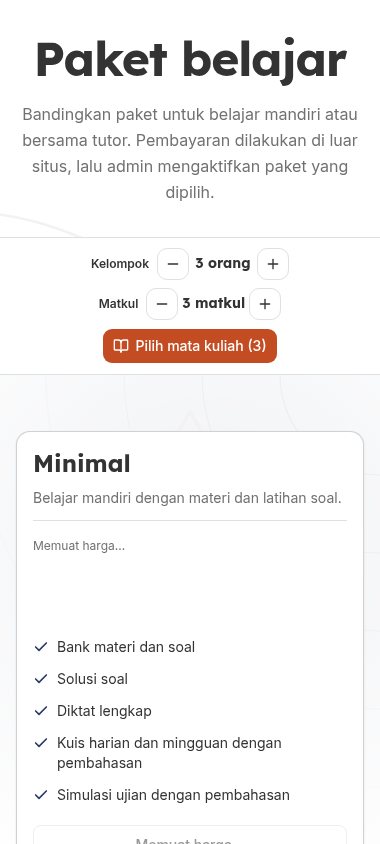 Paket belajar
Bandingkan paket untuk belajar mandiri atau
bersama tutor. Pembayaran dilakukan di luar
situs, lalu admin mengaktifkan paket yang
dipilih.
Kelompok − 3 orang +
Matkul − 3 matkul +
Pilih mata kuliah (3)
Minimal
Belajar mandiri dengan materi dan latihan soal.
Memuat harga...
Bank materi dan soal
Solusi soal
Diktat lengkap
Kuis harian dan mingguan dengan
pembahasan
Simulasi ujian dengan pembahasan
Memuat harga